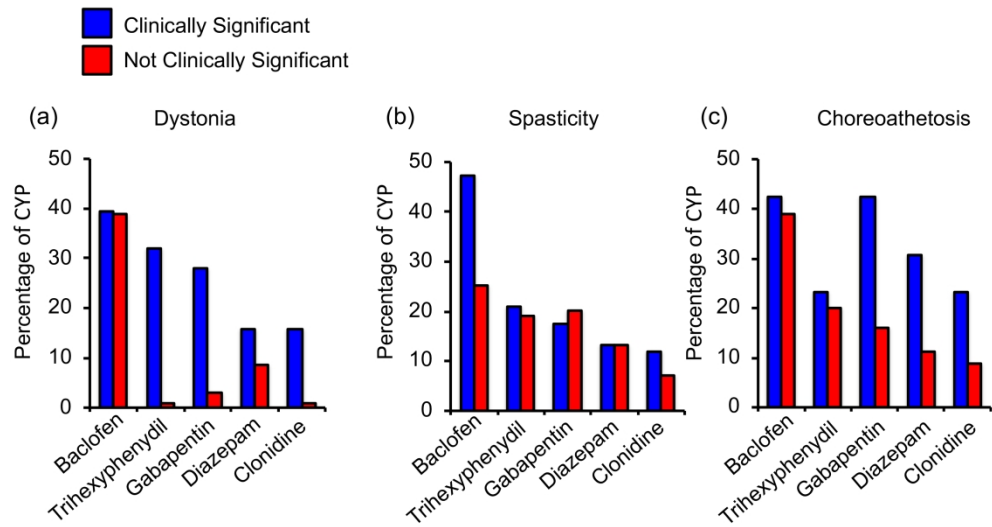 Clinically Significant
Not Clinically Significant
(a) Dystonia
Percentage of CYP
50
40
30
20
10
0
Baclofen
Trihexyphenydil
Gabapentin
Diazepam
Clonidine
(b) Spasticity
Percentage of CYP
50
40
30
20
10
0
Baclofen
Trihexyphenydil
Gabapentin
Diazepam
Clonidine
(c) Choreoathetosis
Percentage of CYP
50
40
30
20
10
0
Baclofen
Trihexyphenydil
Gabapentin
Diazepam
Clonidine